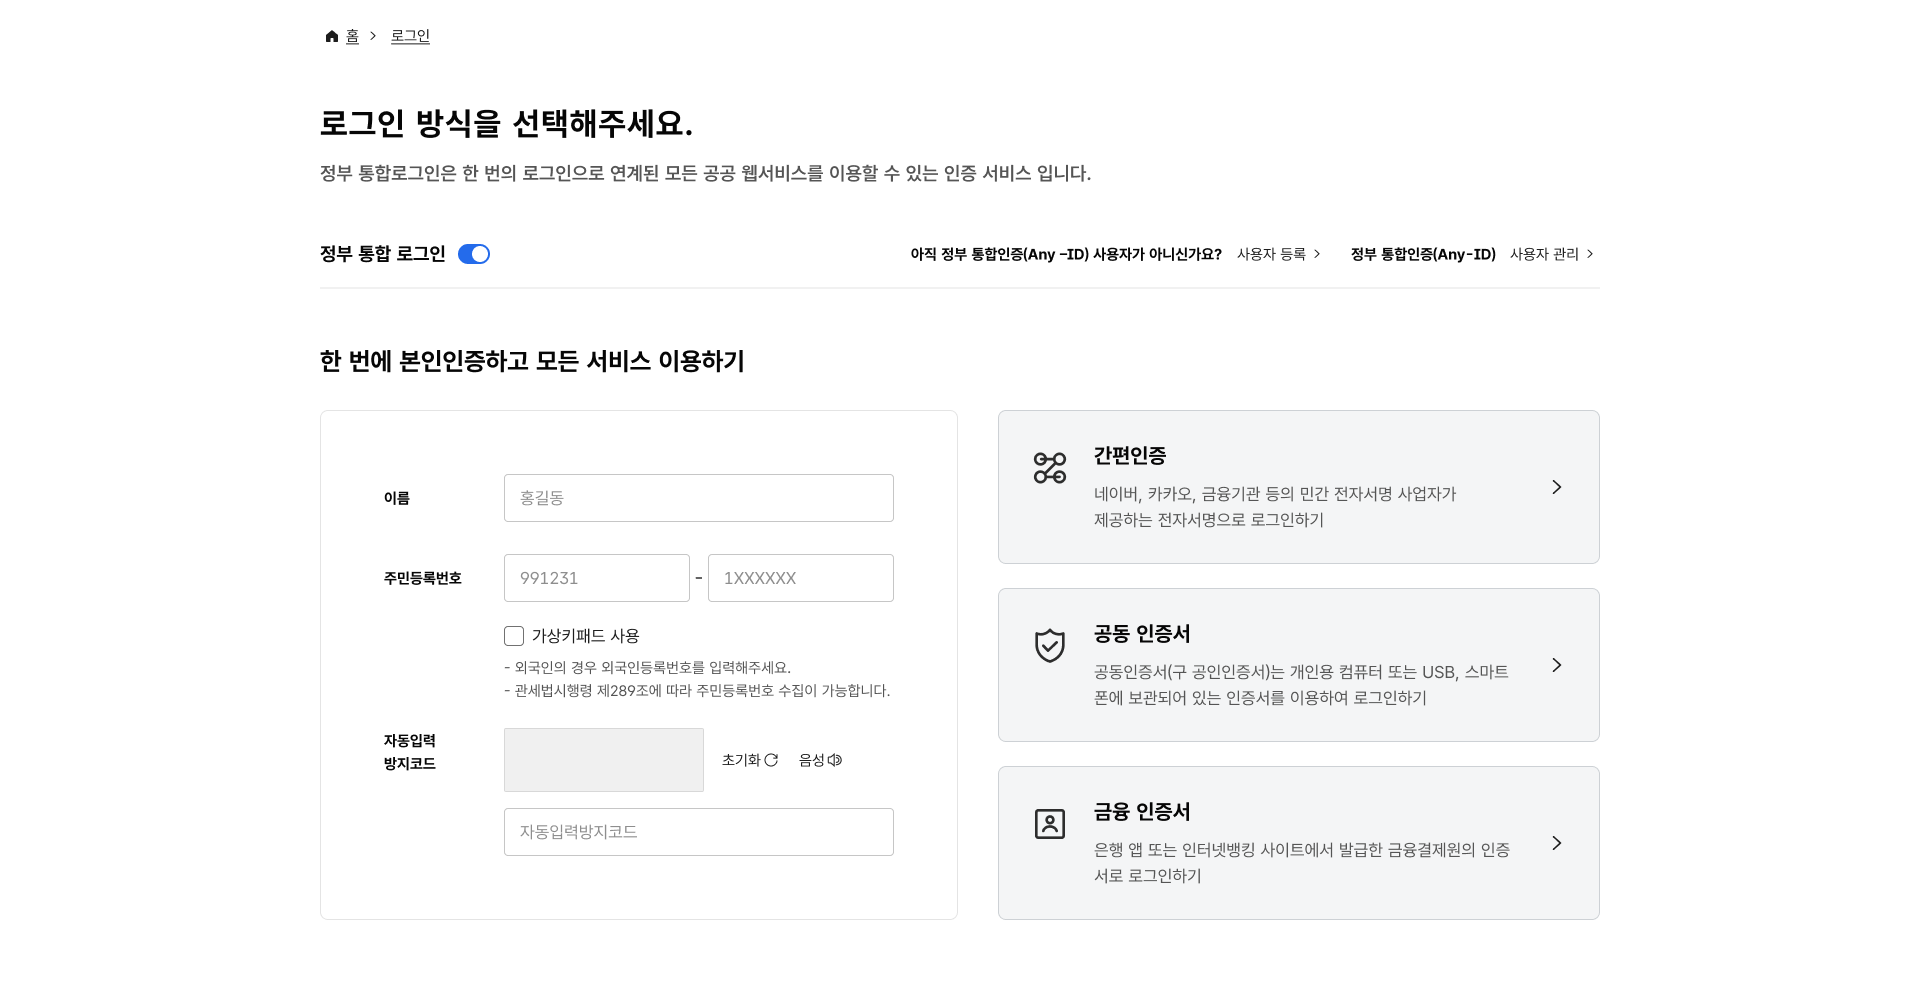 홈 > 로그인
로그인 방식을 선택해주세요.
정부 통합로그인은 한 번의 로그인으로 연계된 모든 공공 웹서비스를 이용할 수 있는 인증 서비스 입니다.
정부 통합 로그인
아직 정부 통합인증(Any –ID) 사용자가 아니신가요? 사용자 등록 >
정부 통합인증(Any-ID) 사용자 관리 >
한 번에 본인인증하고 모든 서비스 이용하기
이름
홍길동
주민등록번호
991231 - 1XXXXXX
가상키패드 사용
- 외국인의 경우 외국인등록번호를 입력해주세요.
- 관세법시행령 제289조에 따라 주민등록번호 수집이 가능합니다.
자동입력
방지코드
초기화 음성
자동입력방지코드
간편인증
네이버, 카카오, 금융기관 등의 민간 전자서명 사업자가
제공하는 전자서명으로 로그인하기
공동 인증서
공동인증서(구 공인인증서)는 개인용 컴퓨터 또는 USB, 스마트
폰에 보관되어 있는 인증서를 이용하여 로그인하기
금융 인증서
은행 앱 또는 인터넷뱅킹 사이트에서 발급한 금융결제원의 인증
서로 로그인하기